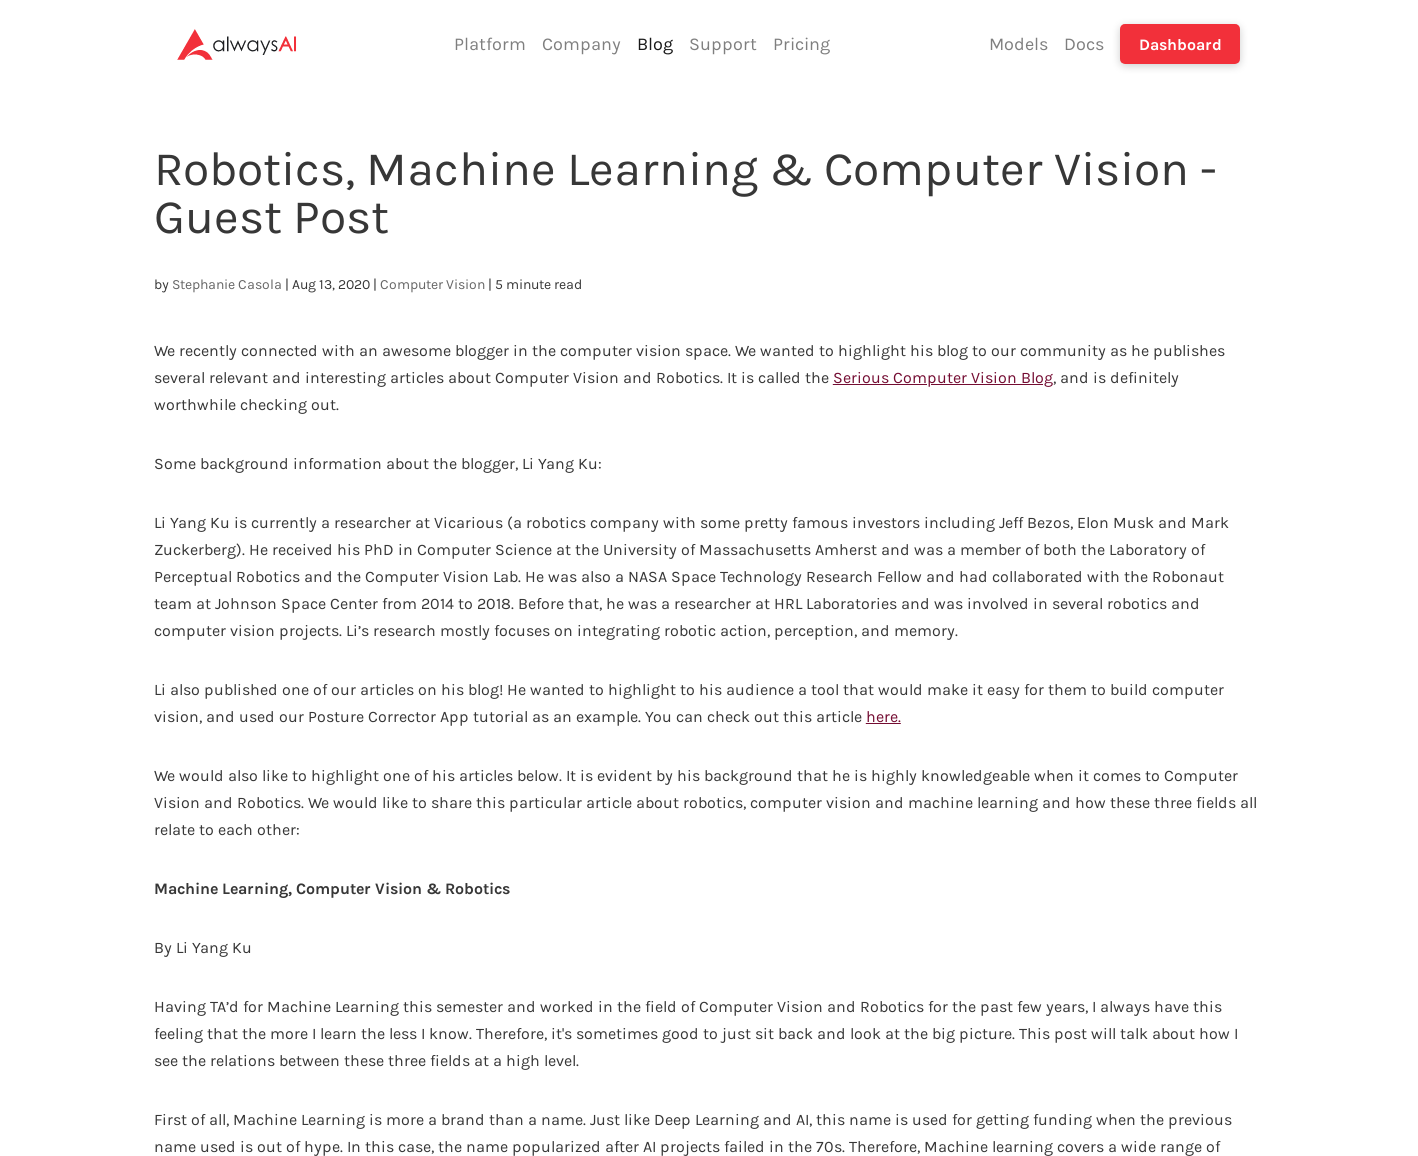 alwaysAI
Platform Company Blog Support Pricing Models Docs Dashboard
Robotics, Machine Learning & Computer Vision -
Guest Post
by Stephanie Casola | Aug 13, 2020 | Computer Vision | 5 minute read
We recently connected with an awesome blogger in the computer vision space. We wanted to highlight his blog to our community as he publishes
several relevant and interesting articles about Computer Vision and Robotics. It is called the Serious Computer Vision Blog, and is definitely
worthwhile checking out.
Some background information about the blogger, Li Yang Ku:
Li Yang Ku is currently a researcher at Vicarious (a robotics company with some pretty famous investors including Jeff Bezos, Elon Musk and Mark
Zuckerberg). He received his PhD in Computer Science at the University of Massachusetts Amherst and was a member of both the Laboratory of
Perceptual Robotics and the Computer Vision Lab. He was also a NASA Space Technology Research Fellow and had collaborated with the Robonaut
team at Johnson Space Center from 2014 to 2018. Before that, he was a researcher at HRL Laboratories and was involved in several robotics and
computer vision projects. Li’s research mostly focuses on integrating robotic action, perception, and memory.
Li also published one of our articles on his blog! He wanted to highlight to his audience a tool that would make it easy for them to build computer
vision, and used our Posture Corrector App tutorial as an example. You can check out this article here.
We would also like to highlight one of his articles below. It is evident by his background that he is highly knowledgeable when it comes to Computer
Vision and Robotics. We would like to share this particular article about robotics, computer vision and machine learning and how these three fields all
relate to each other:
Machine Learning, Computer Vision & Robotics
By Li Yang Ku
Having TA’d for Machine Learning this semester and worked in the field of Computer Vision and Robotics for the past few years, I always have this
feeling that the more I learn the less I know. Therefore, it's sometimes good to just sit back and look at the big picture. This post will talk about how I
see the relations between these three fields at a high level.
First of all, Machine Learning is more a brand than a name. Just like Deep Learning and AI, this name is used for getting funding when the previous
name used is out of hype. In this case, the name popularized after AI projects failed in the 70s. Therefore, Machine learning covers a wide range of